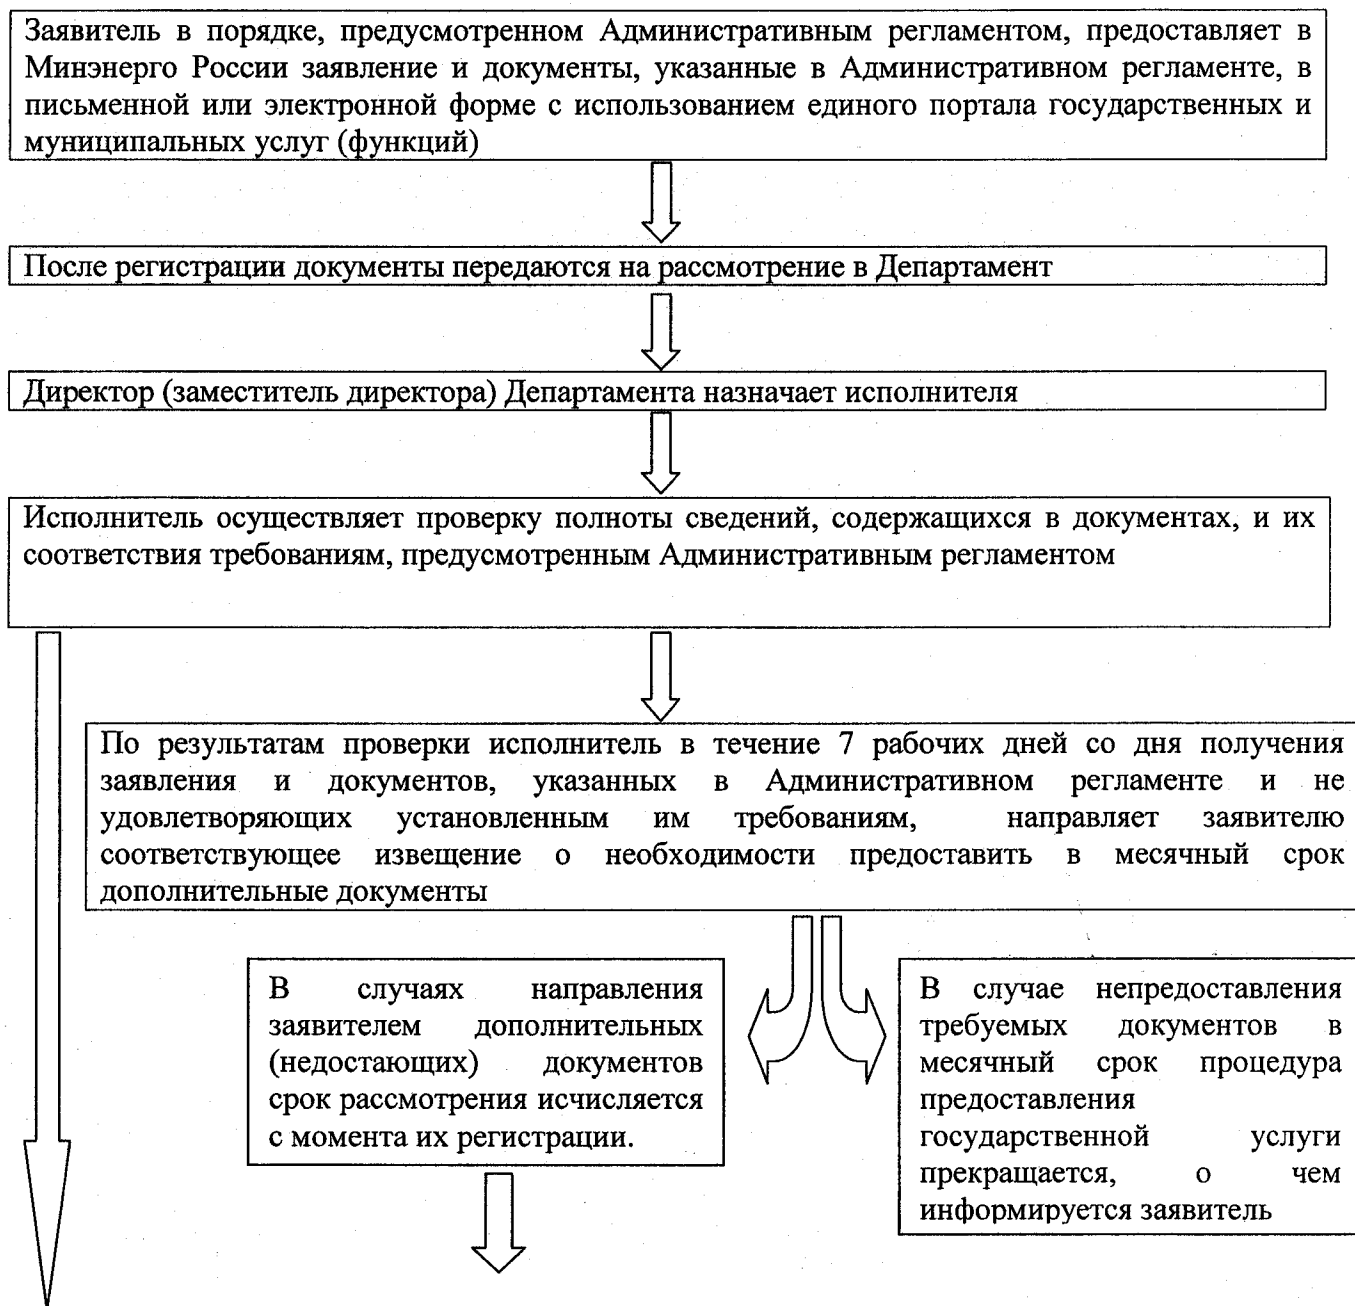 Заявитель в порядке, предусмотренном Административным регламентом, предоставляет в
Минэнерго России заявление и документы, указанные в Административном регламенте, в
письменной или электронной форме с использованием единого портала государственных и
муниципальных услуг (функций)
После регистрации документы передаются на рассмотрение в Департамент
Директор (заместитель директора) Департамента назначает исполнителя
Исполнитель осуществляет проверку полноты сведений, содержащихся в документах, и их
соответствия требованиям, предусмотренным Административным регламентом
По результатам проверки исполнитель в течение 7 рабочих дней со дня получения
заявления и документов, указанных в Административном регламенте и не
удовлетворяющих установленным им требованиям, направляет заявителю
соответствующее извещение о необходимости предоставить в месячный срок
дополнительные документы
В случаях направления
заявителем дополнительных
(недостающих) документов
срок рассмотрения исчисляется
с момента их регистрации.
В случае непредоставления
требуемых документов в
месячный срок процедура
предоставления
государственной услуги
прекращается, о чем
информируется заявитель